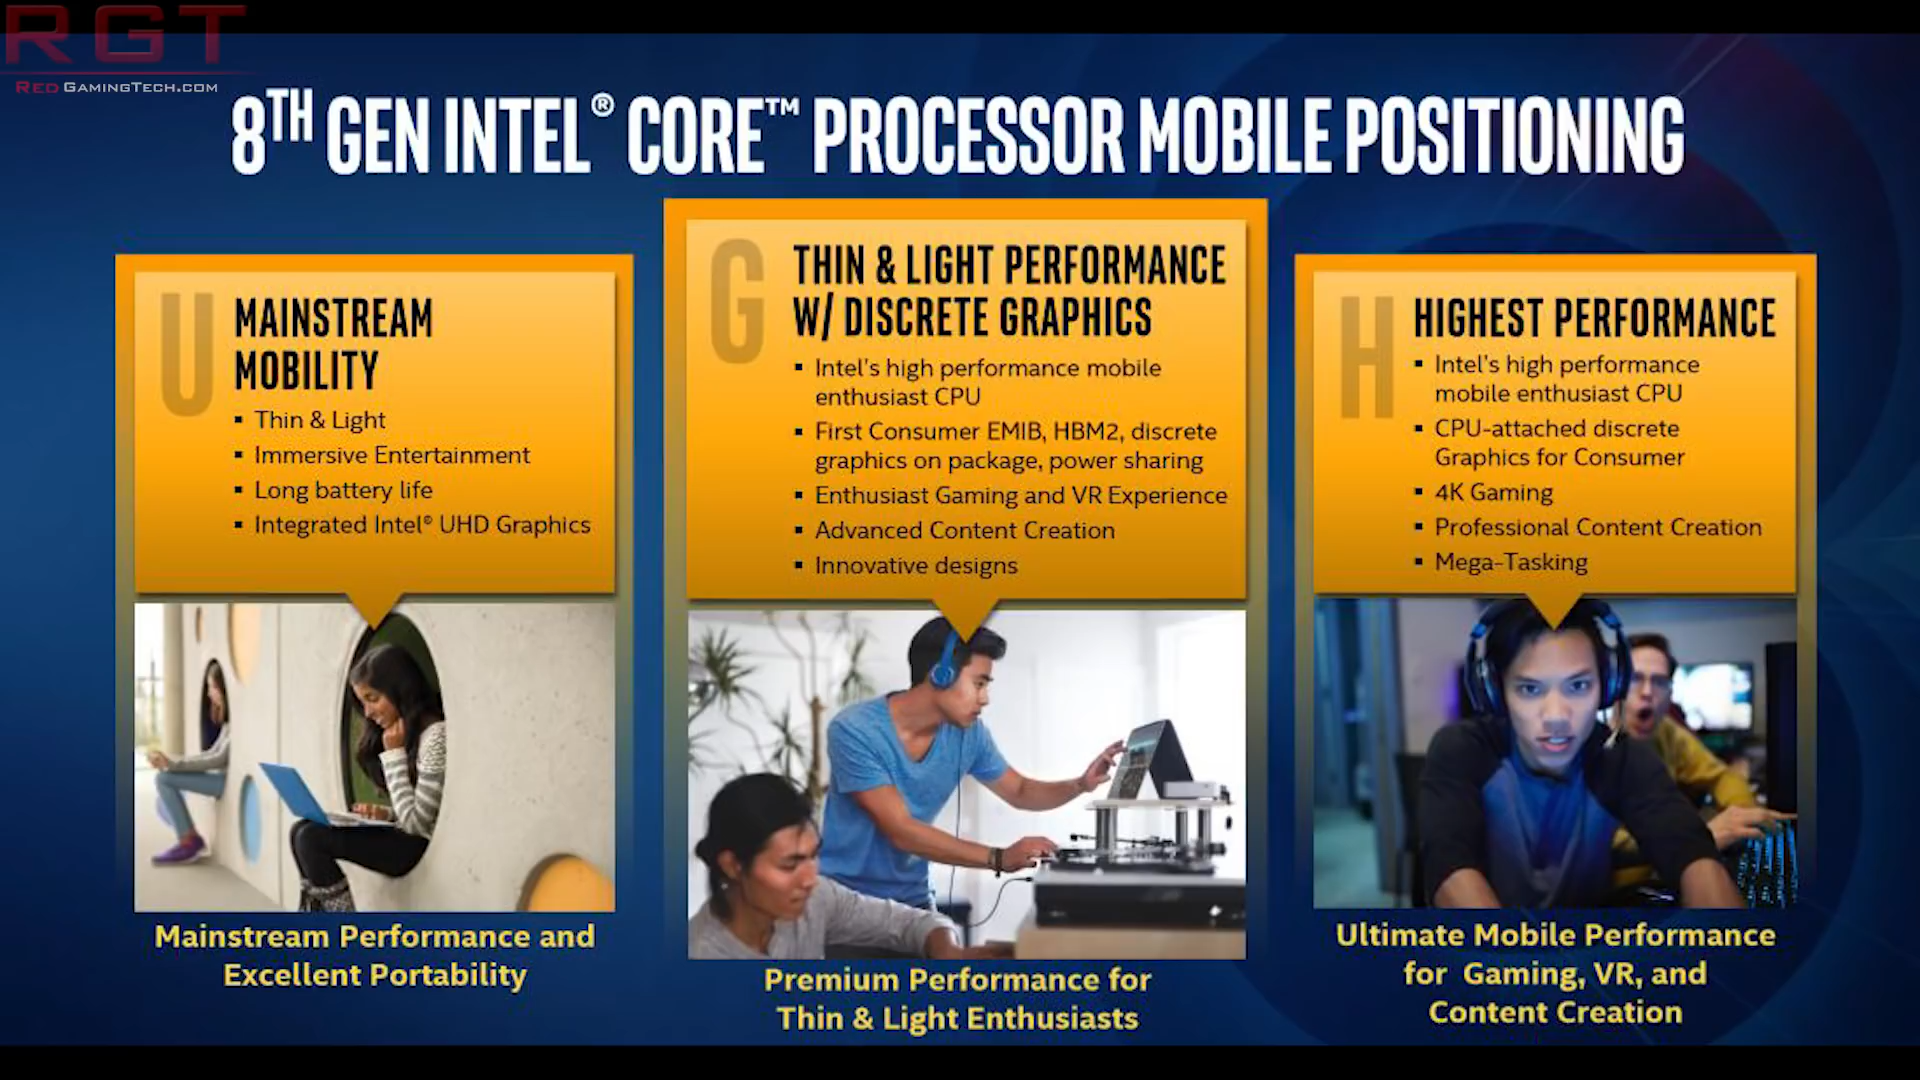 RGT
REDGAMINGTECH.COM
8TH GEN INTEL® CORE™ PROCESSOR MOBILE POSITIONING
U
MAINSTREAM
MOBILITY
▪ Thin & Light
▪ Immersive Entertainment
▪ Long battery life
▪ Integrated Intel® UHD Graphics
Mainstream Performance and
Excellent Portability
G
THIN & LIGHT PERFORMANCE
W/ DISCRETE GRAPHICS
▪ Intel's high performance mobile
enthusiast CPU
▪ First Consumer EMIB, HBM2, discrete
graphics on package, power sharing
▪ Enthusiast Gaming and VR Experience
▪ Advanced Content Creation
▪ Innovative designs
Premium Performance for
Thin & Light Enthusiasts
H
HIGHEST PERFORMANCE
▪ Intel's high performance
mobile enthusiast CPU
▪ CPU-attached discrete
Graphics for Consumer
▪ 4K Gaming
▪ Professional Content Creation
▪ Mega-Tasking
Ultimate Mobile Performance
for Gaming, VR, and
Content Creation